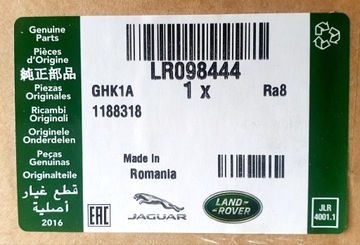 Genuine
Parts
Pièces
d'Origine
純正部品
Piezas
Originales
Ricambi
Originali
Originele
Onderdelen
Peças
Genuinas
Originalteile
قطع غيار
أصلية
2016
LR098444
GHK1A
1 x
Ra8
1188318
Made in
Romania
EAC
JAGUAR
LAND-
ROVER
JLR
4001.1